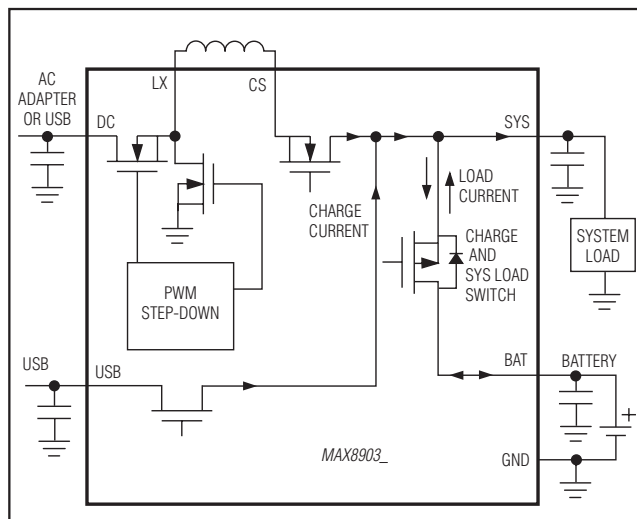 AC
ADAPTER
OR USB
LX
CS
DC
SYS
LOAD
CURRENT
CHARGE
CURRENT
CHARGE
AND
SYS LOAD
SWITCH
SYSTEM
LOAD
PWM
STEP-DOWN
USB
USB
BAT
BATTERY
+
MAX8903_
GND